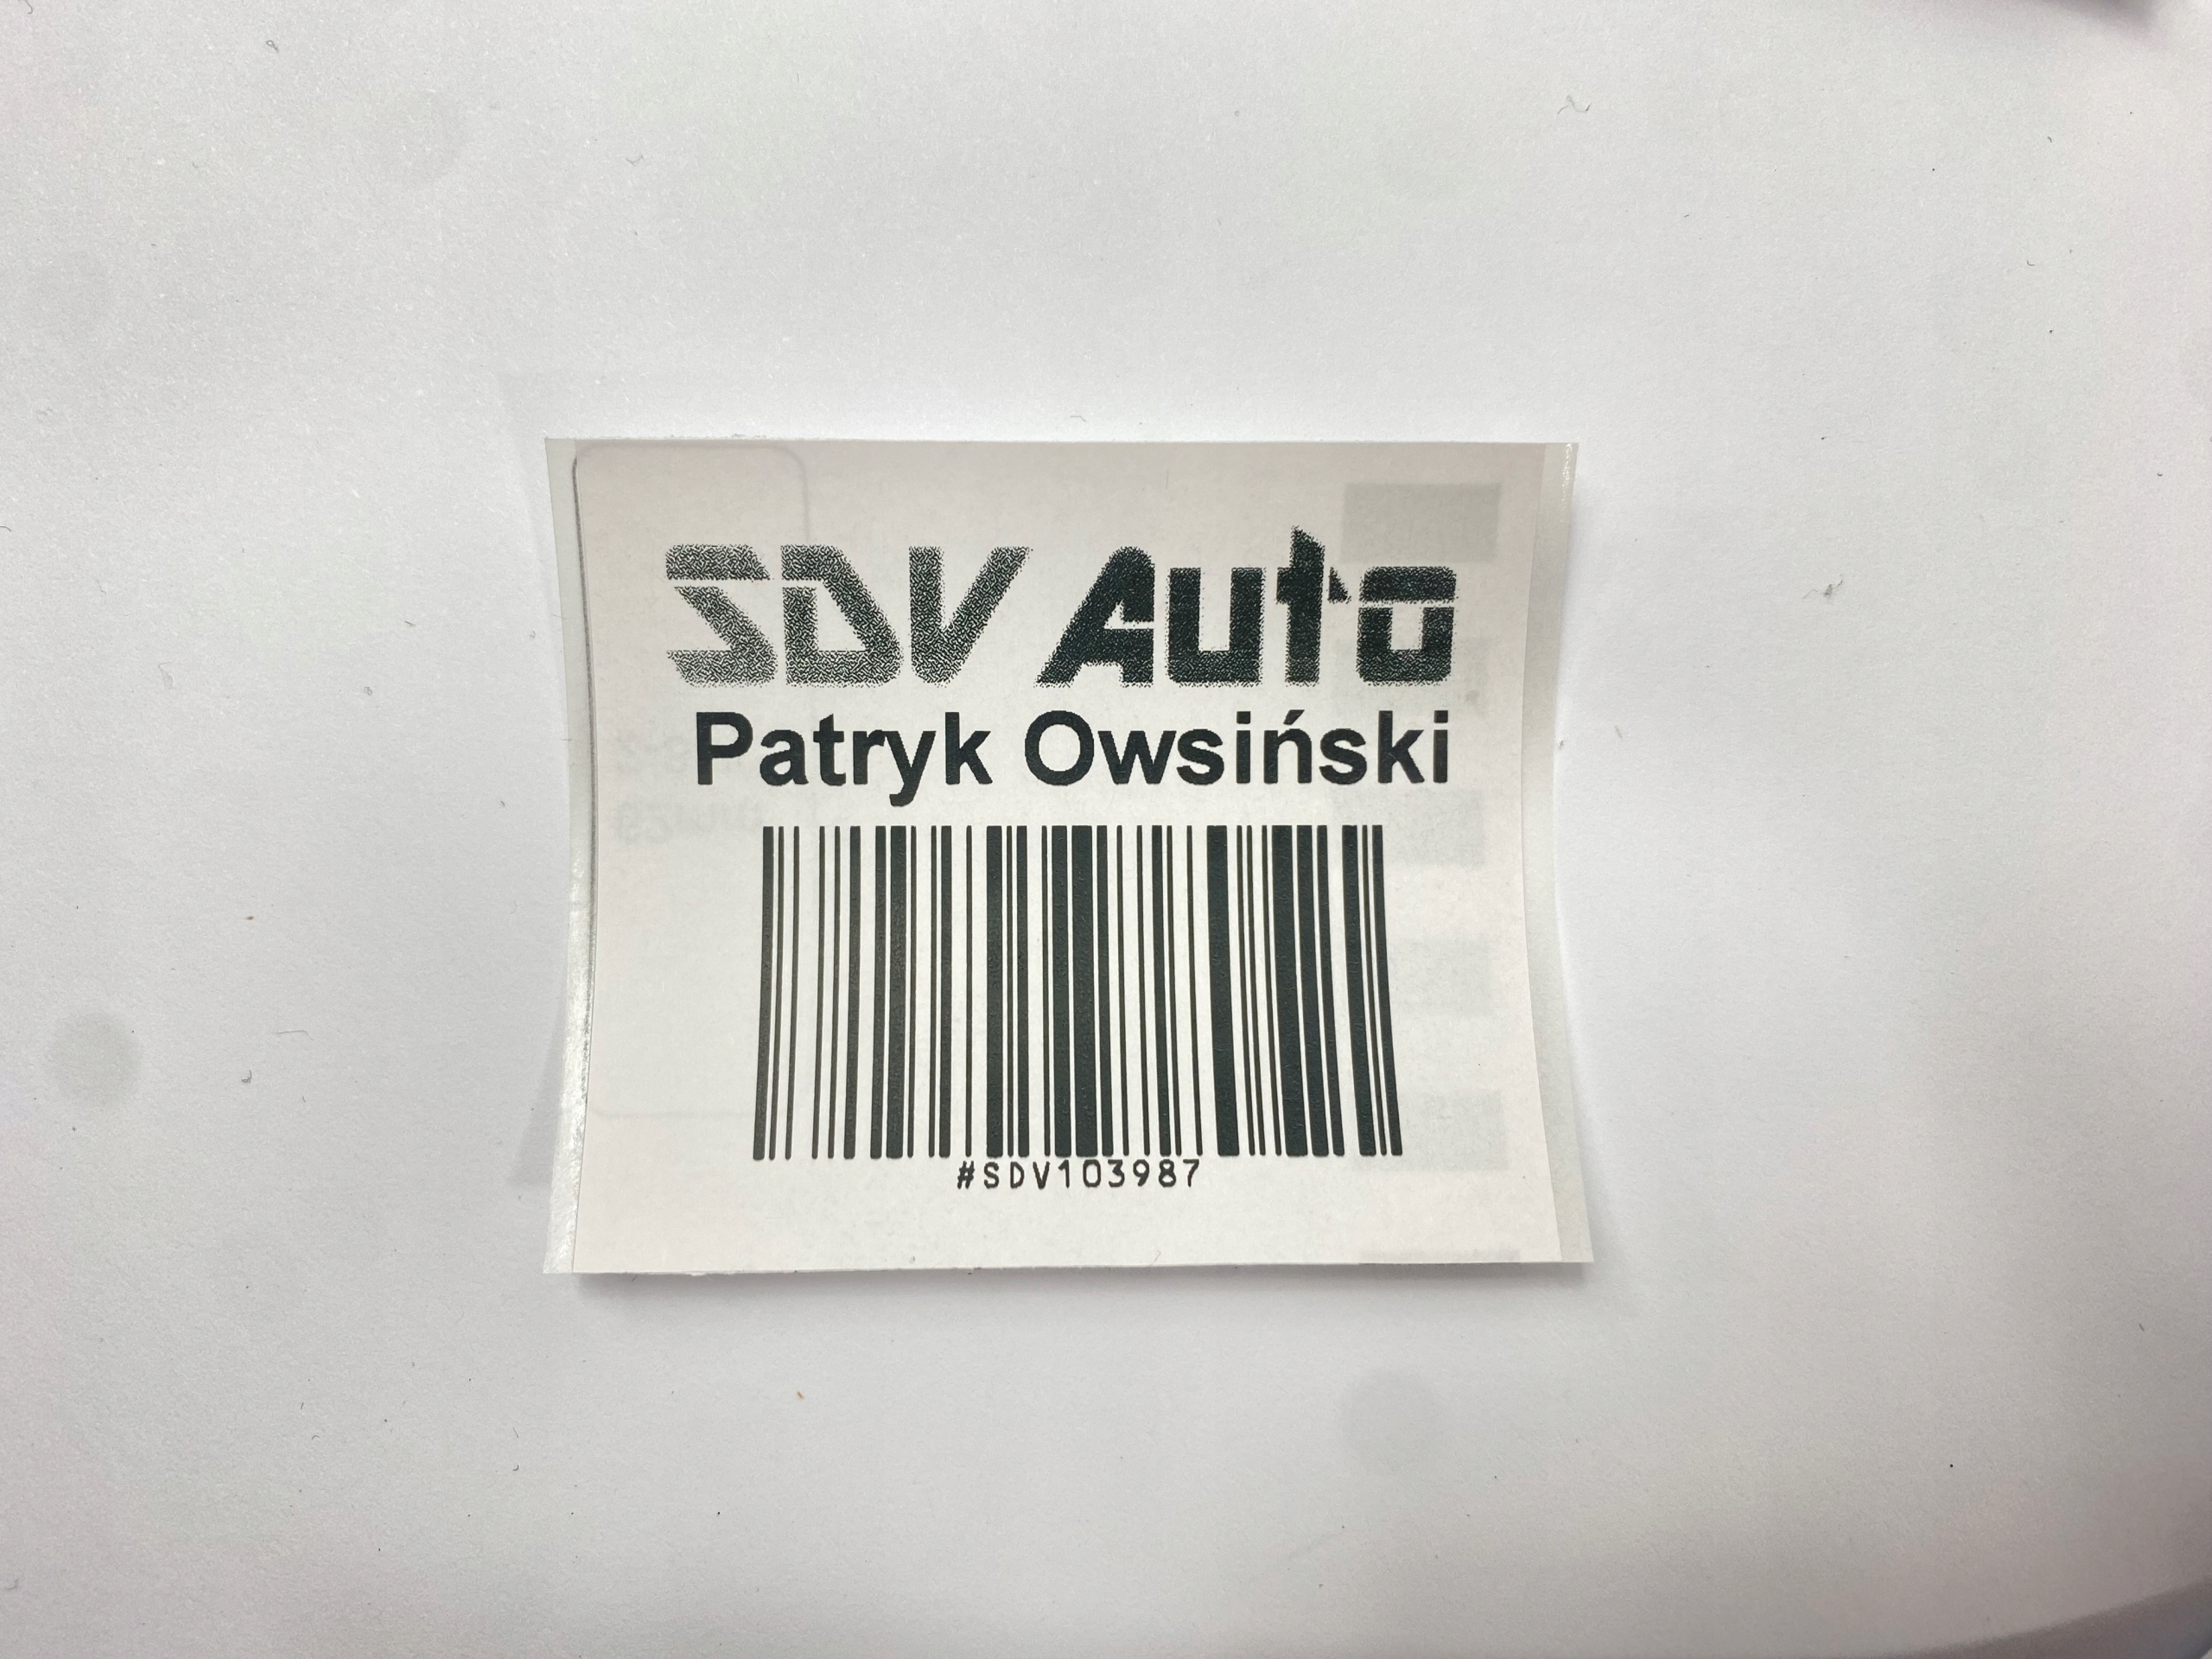 SDV Auto
Patryk Owsiński
#SDV103987